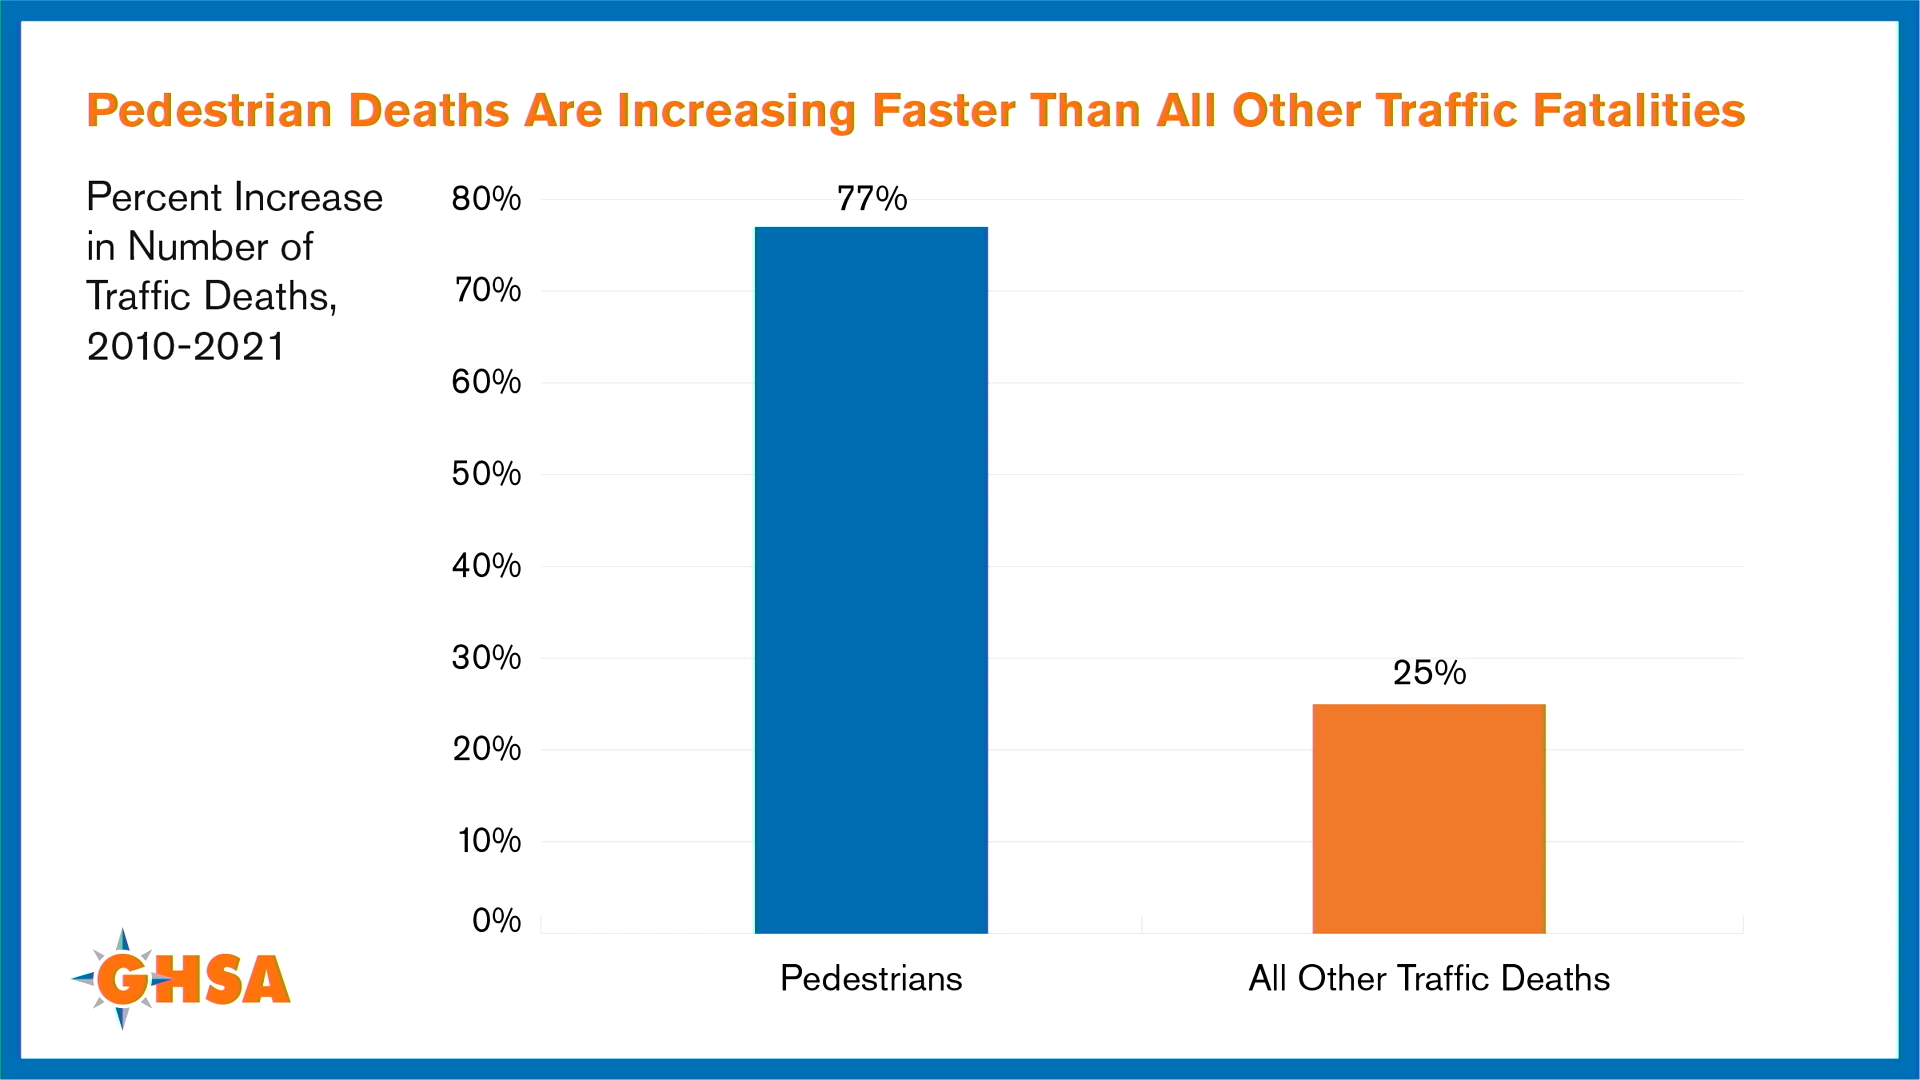 Pedestrian Deaths Are Increasing Faster Than All Other Traffic Fatalities
Percent Increase
in Number of
Traffic Deaths,
2010-2021
80%
70%
60%
50%
40%
30%
20%
10%
0%
77%
25%
Pedestrians
All Other Traffic Deaths
GHSA